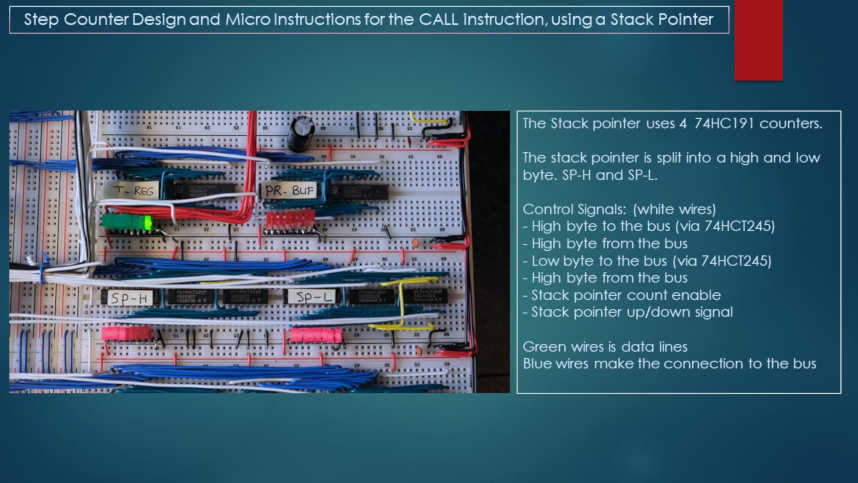 Step Counter Design and Micro Instructions for the CALL instruction, using a Stack Pointer
T-REG
PR-BUF
SP-H
SP-L
The Stack pointer uses 4 74HC191 counters.
The stack pointer is split into a high and low
byte. SP-H and SP-L.
Control Signals: (white wires)
- High byte to the bus (via 74HCT245)
- High byte from the bus
- Low byte to the bus (via 74HCT245)
- High byte from the bus
- Stack pointer count enable
- Stack pointer up/down signal
Green wires is data lines
Blue wires make the connection to the bus